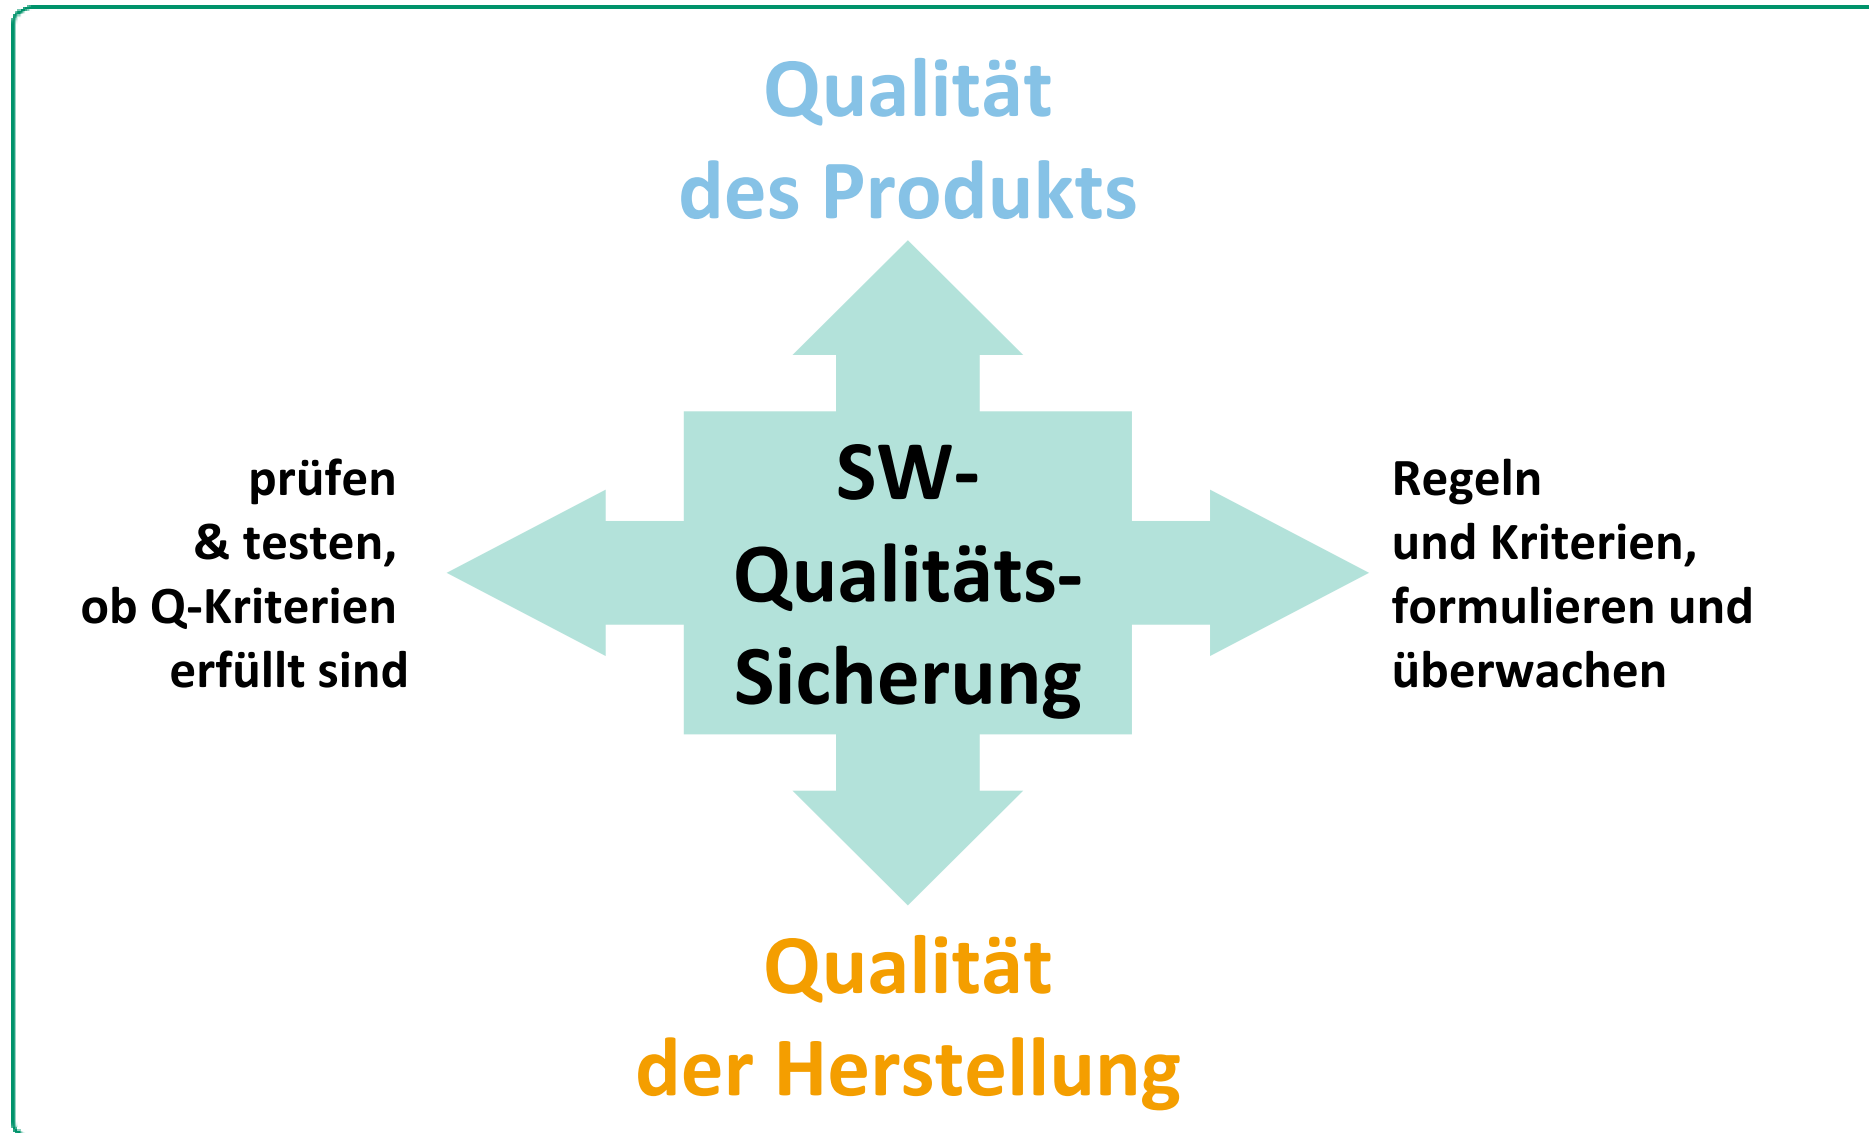 Qualität
des Produkts
prüfen
& testen,
ob Q-Kriterien
erfüllt sind
SW-
Qualitäts-
Sicherung
Regeln
und Kriterien,
formulieren und
überwachen
Qualität
der Herstellung